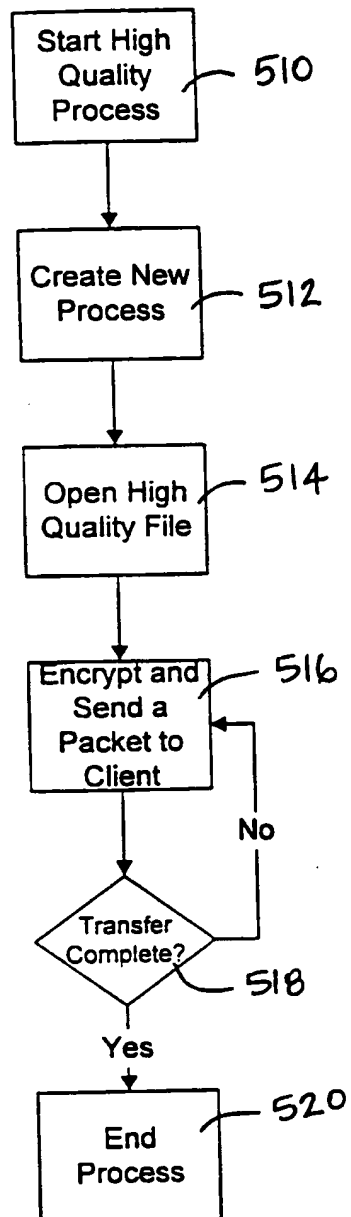 Start High
Quality
Process
510
Create New
Process
512
Open High
Quality File
514
Encrypt and
Send a
Packet to
Client
516
No
Transfer
Complete?
518
Yes
End
Process
520